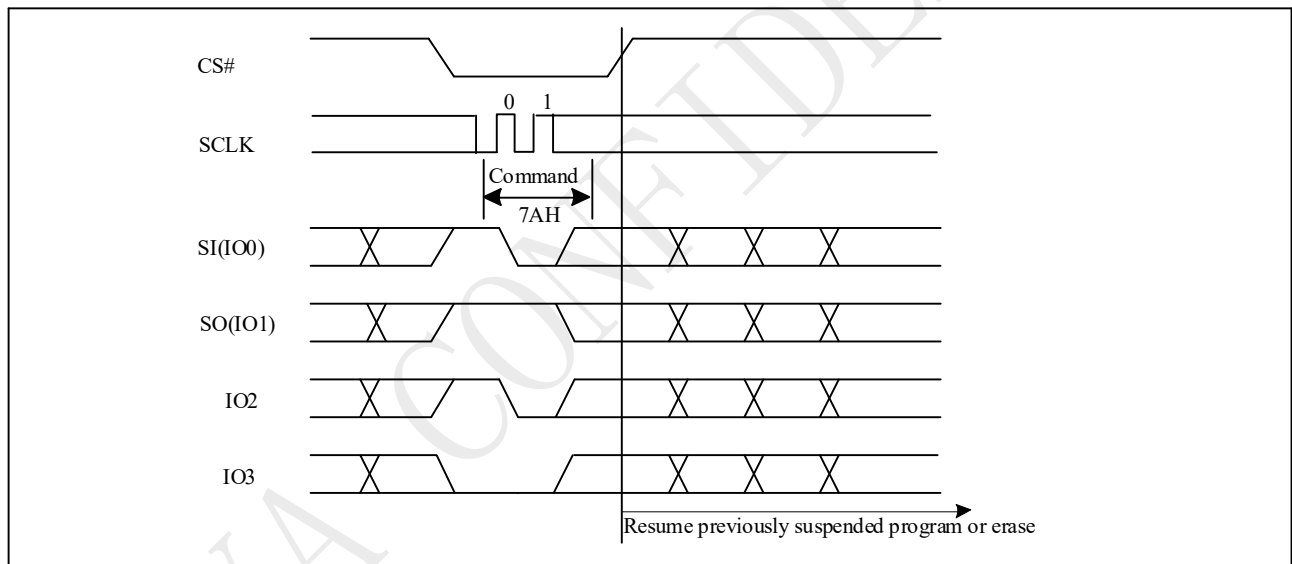 CS#
0 1
SCLK
Command
7AH
SI(IO0)
SO(IO1)
IO2
IO3
Resume previously suspended program or erase